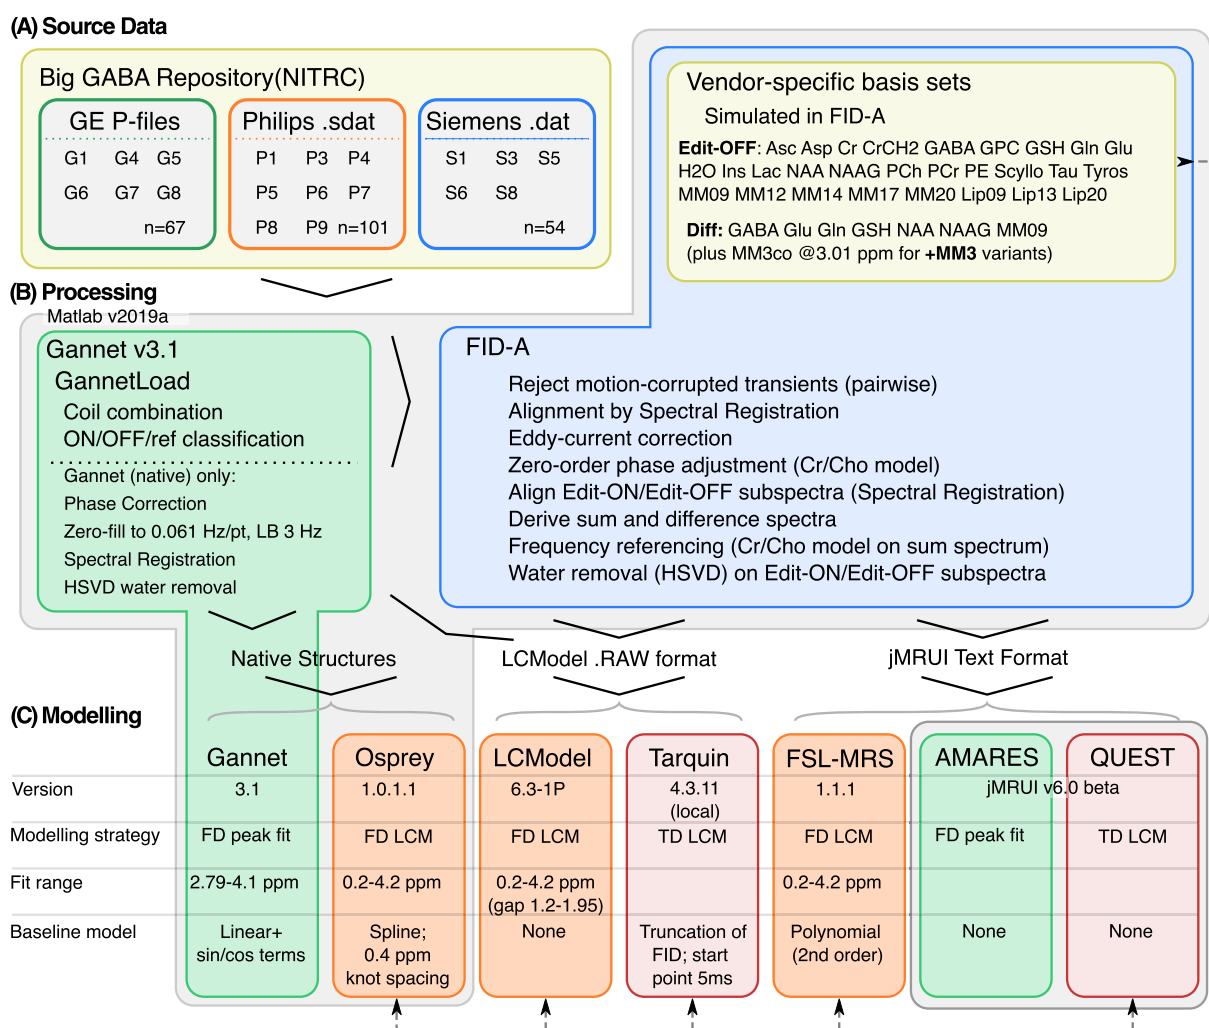 (A) Source Data
Big GABA Repository(NITRC)
GE P-files
G1 G4 G5
G6 G7 G8
n=67
Philips .sdat
P1 P3 P4
P5 P6 P7
P8 P9 n=101
Siemens .dat
S1 S3 S5
S6 S8
n=54
Vendor-specific basis sets
Simulated in FID-A
Edit-OFF: Asc Asp Cr CrCH2 GABA GPC GSH Gln Glu
H2O Ins Lac NAA NAAG PCh PCr PE Scyllo Tau Tyros
MM09 MM12 MM14 MM17 MM20 Lip09 Lip13 Lip20
Diff: GABA Glu Gln GSH NAA NAAG MM09
(plus MM3co @3.01 ppm for +MM3 variants)
(B) Processing
Matlab v2019a
Gannet v3.1
GannetLoad
Coil combination
ON/OFF/ref classification
Gannet (native) only:
Phase Correction
Zero-fill to 0.061 Hz/pt, LB 3 Hz
Spectral Registration
HSVD water removal
FID-A
Reject motion-corrupted transients (pairwise)
Alignment by Spectral Registration
Eddy-current correction
Zero-order phase adjustment (Cr/Cho model)
Align Edit-ON/Edit-OFF subspectra (Spectral Registration)
Derive sum and difference spectra
Frequency referencing (Cr/Cho model on sum spectrum)
Water removal (HSVD) on Edit-ON/Edit-OFF subspectra
Native Structures LCModel .RAW format jMRUI Text Format
(C) Modelling
Gannet Osprey LCModel Tarquin FSL-MRS AMARES QUEST
Version 3.1 1.0.1.1 6.3-1P 4.3.11 1.1.1 jMRUI v6.0 beta
(local)
Modelling strategy FD peak fit FD LCM FD LCM TD LCM FD LCM FD peak fit TD LCM
Fit range 2.79-4.1 ppm 0.2-4.2 ppm 0.2-4.2 ppm 0.2-4.2 ppm
(gap 1.2-1.95)
Baseline model Linear+ Spline; None Truncation of Polynomial None None
sin/cos terms 0.4 ppm FID; start (2nd order)
knot spacing point 5ms